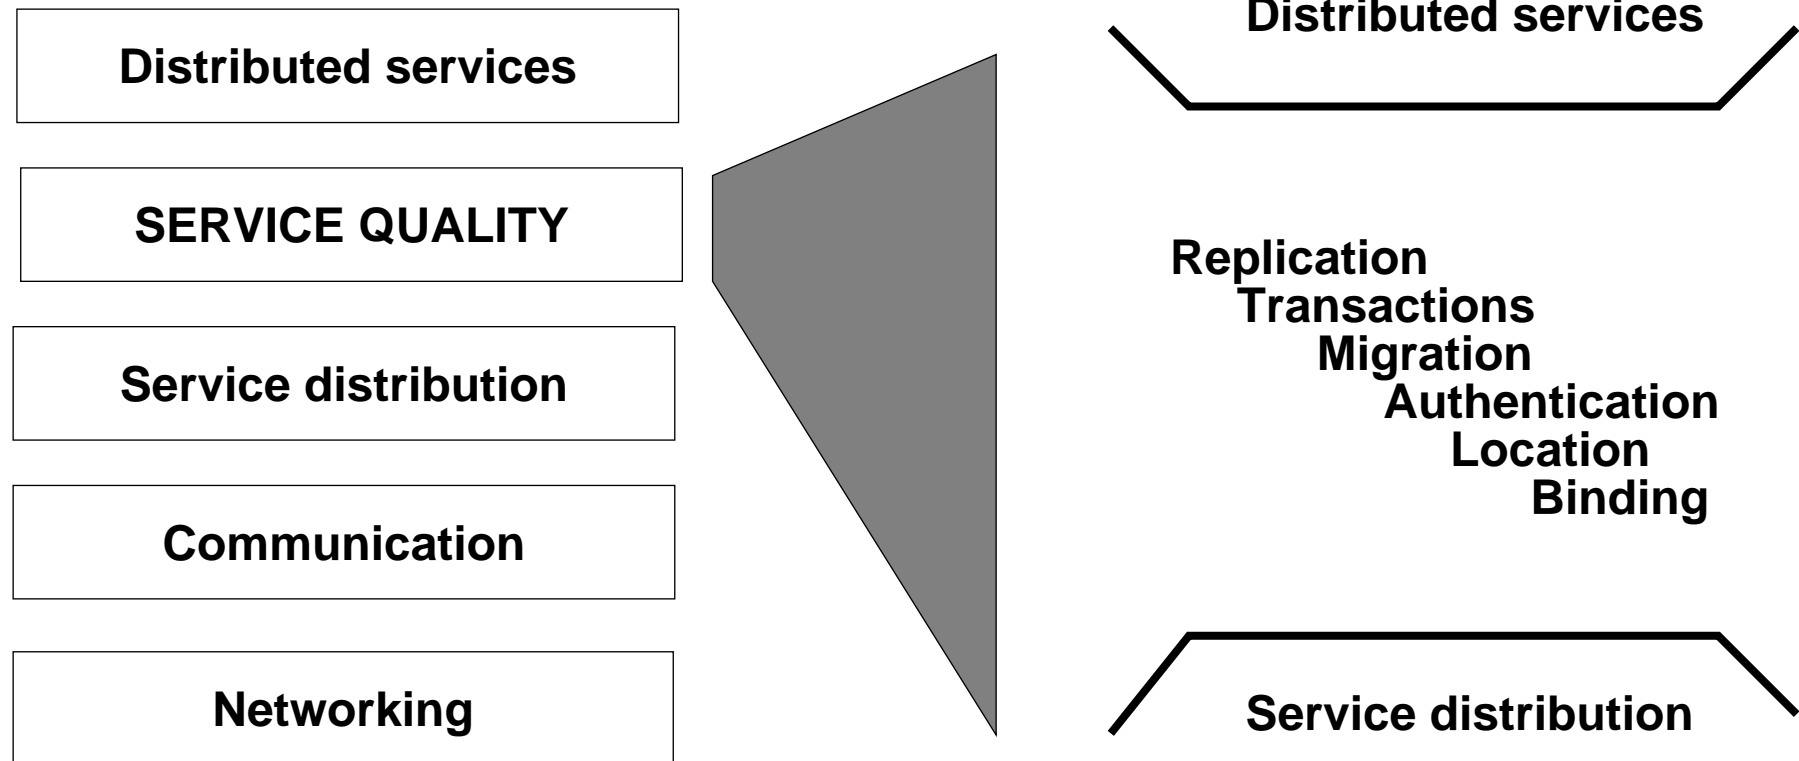 Distributed services
SERVICE QUALITY
Service distribution
Communication
Networking
Distributed services
Replication
Transactions
Migration
Authentication
Location
Binding
Service distribution